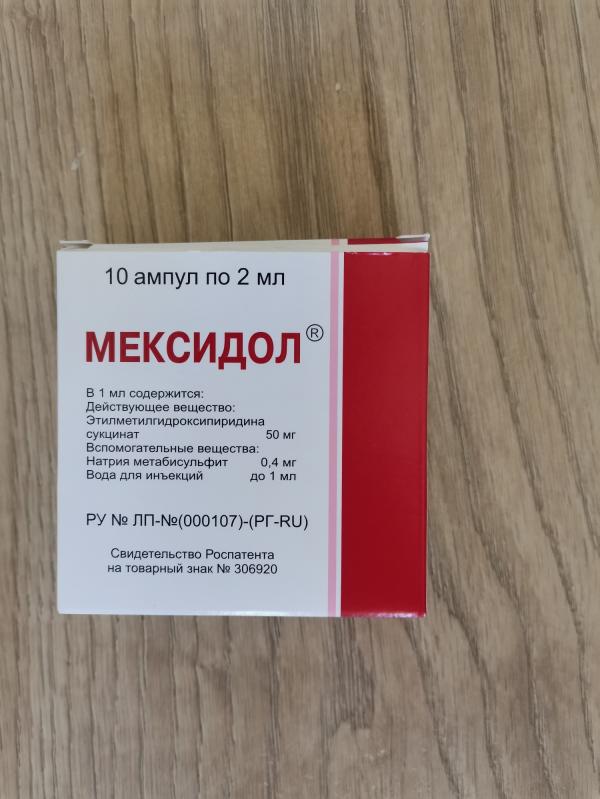 10 ампул по 2 мл
МЕКСИДОЛ®
В 1 мл содержится:
Действующее вещество:
Этилметилгидроксипиридина
сукцинат 50 мг
Вспомогательные вещества:
Натрия метабисульфит 0,4 мг
Вода для инъекций до 1 мл
РУ № ЛП-№(000107)-(РГ-RU)
Свидетельство Роспатента
на товарный знак № 306920